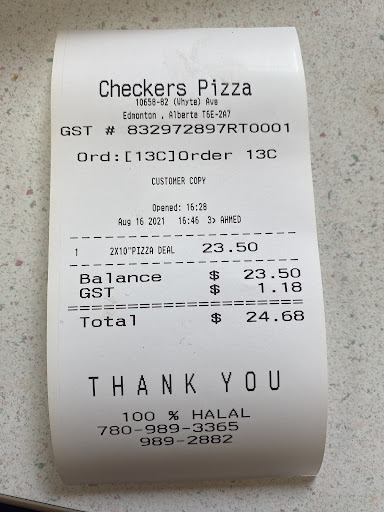 Checkers Pizza
10658-82 (Whyte) Ave
Edmonton , Alberta T6E-2A7
GST # 832972897RT0001
Ord:[13C]Order 13C
CUSTOMER COPY
Opened: 16:28
Aug 16 2021 16:46 3> AHMED
1 2X10"PIZZA DEAL 23.50
Balance $ 23.50
GST $ 1.18
Total $ 24.68
THANK YOU
100 % HALAL
780-989-3365
989-2882